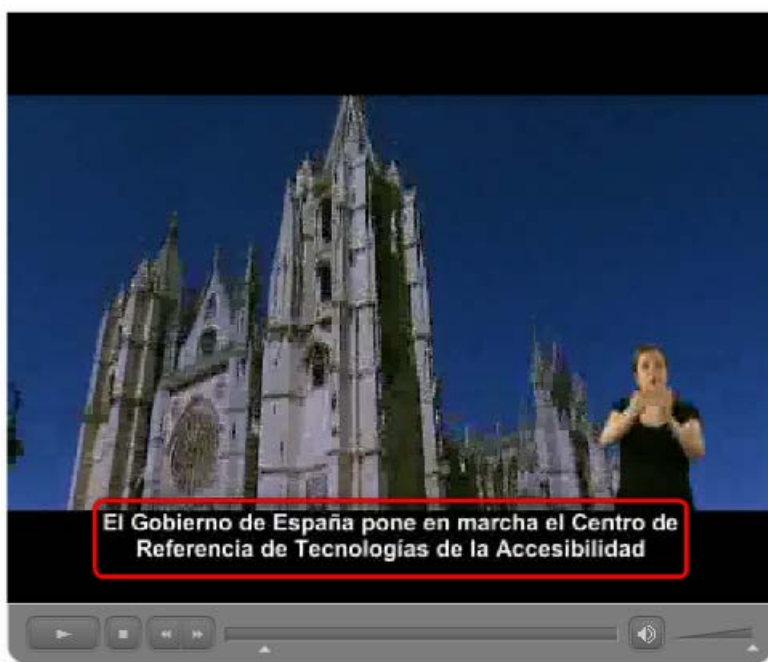 El Gobierno de España pone en marcha el Centro de
Referencia de Tecnologías de la Accesibilidad